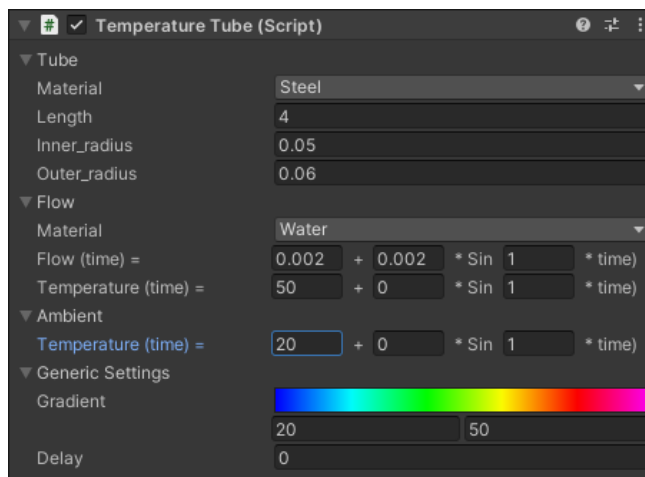 # Temperature Tube (Script)
Tube
Material Steel
Length 4
Inner_radius 0.05
Outer_radius 0.06
Flow
Material Water
Flow (time) = 0.002 + 0.002 * Sin 1 * time)
Temperature (time) = 50 + 0 * Sin 1 * time)
Ambient
Temperature (time) = 20 + 0 * Sin 1 * time)
Generic Settings
Gradient
20 50
Delay 0